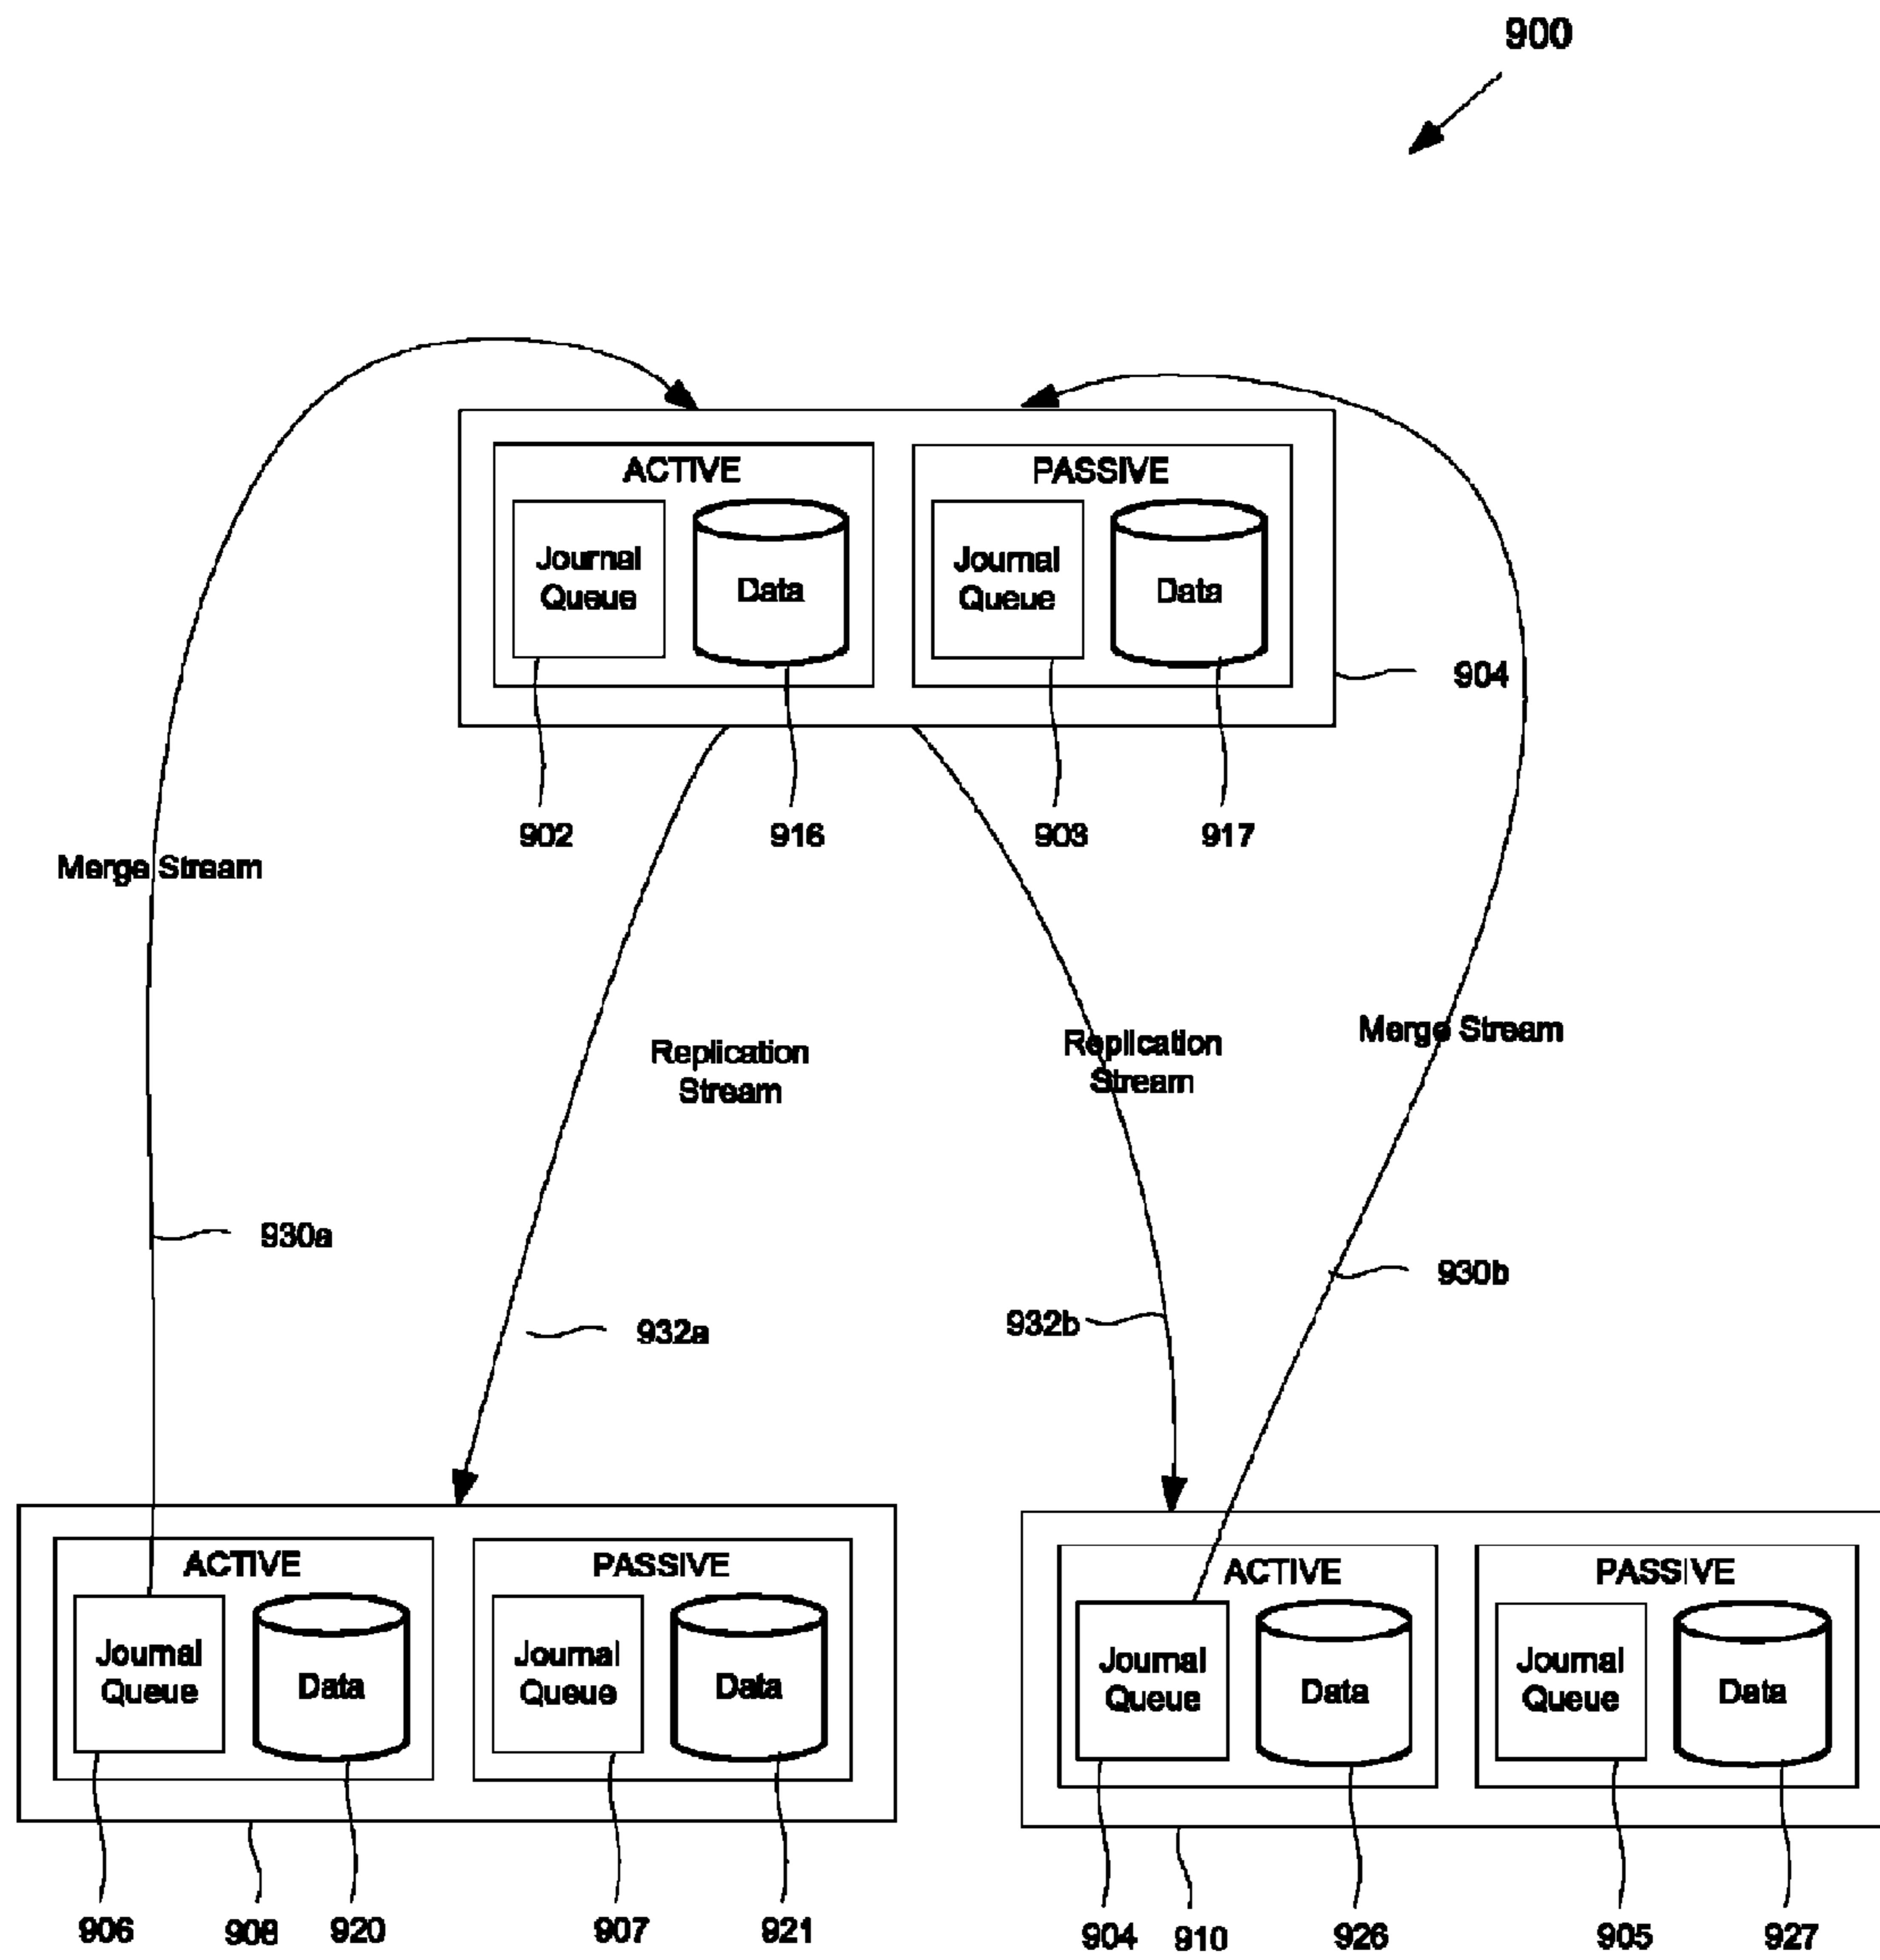 900
ACTIVE
PASSIVE
Journal
Queue
Data
Journal
Queue
Data
904
902
916
903
917
Merge Stream
Merge Stream
Replication
Stream
Replication
Stream
930a
930b
932a
932b
ACTIVE
PASSIVE
ACTIVE
PASSIVE
Journal
Queue
Data
Journal
Queue
Data
Journal
Queue
Data
Journal
Queue
Data
906
908
920
907
921
904
910
926
905
927